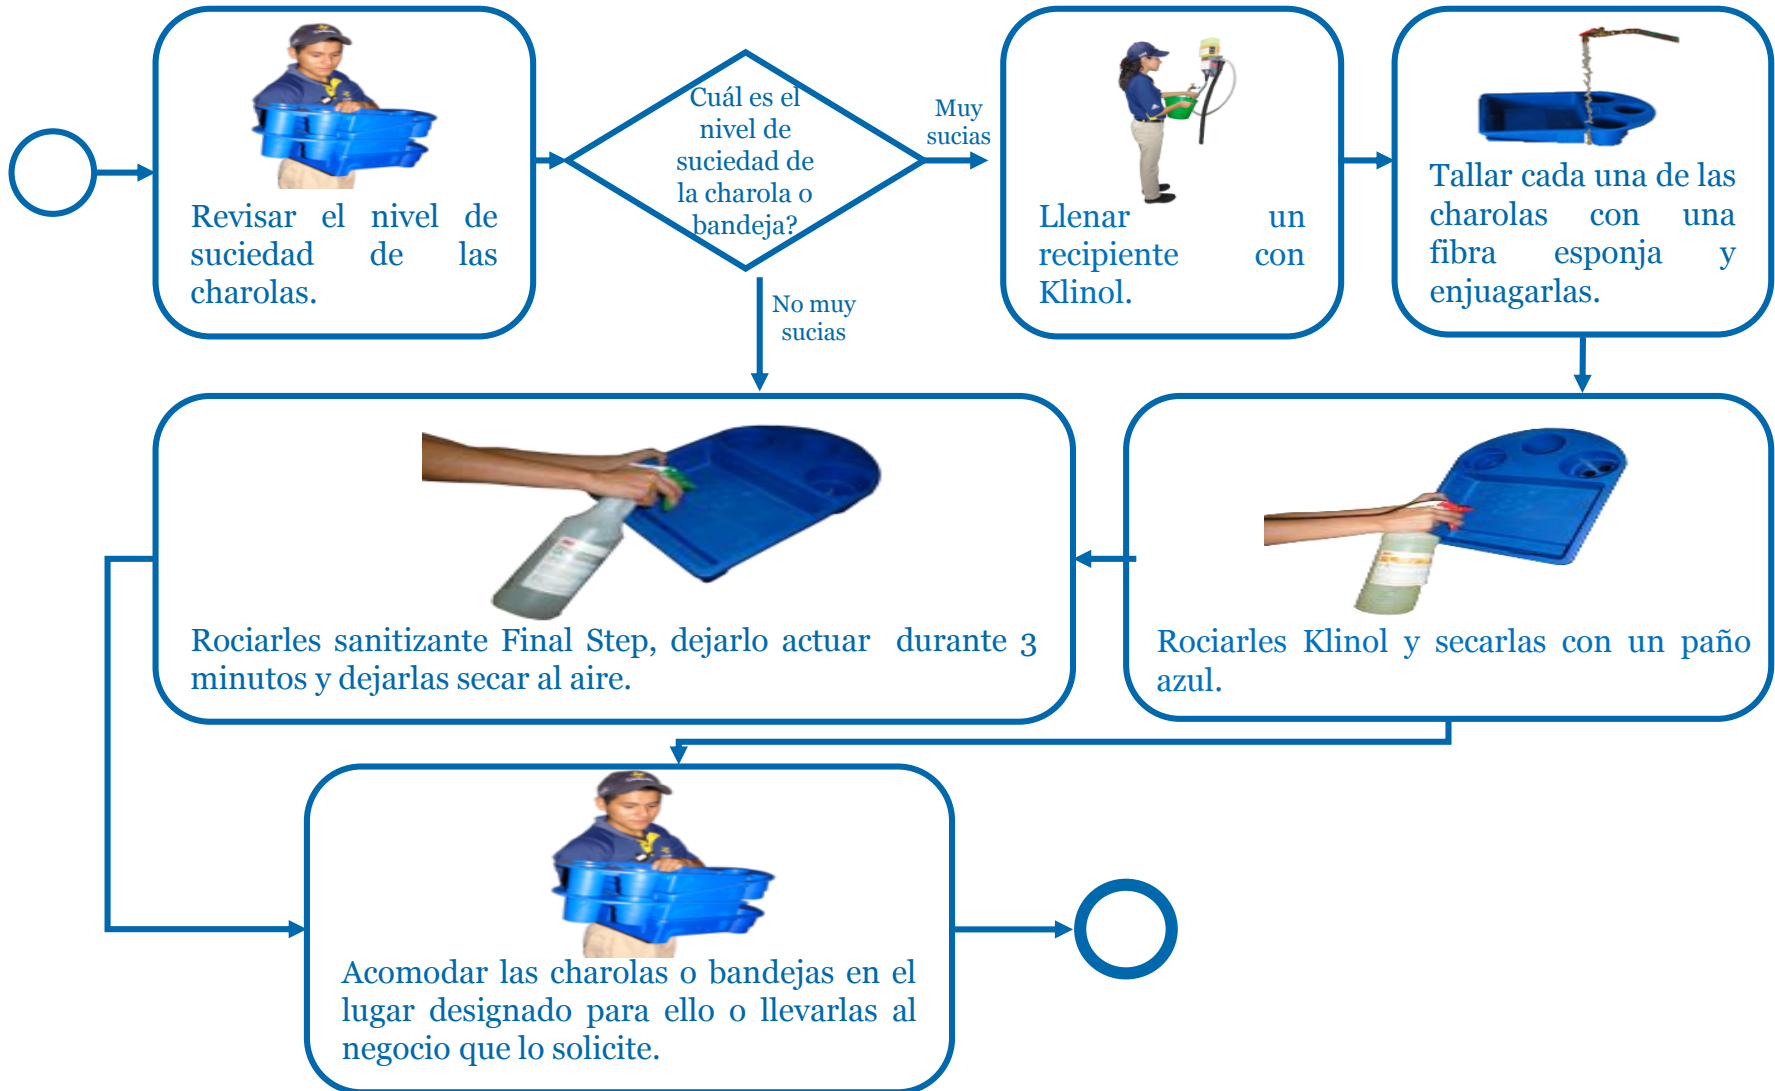 Revisar el nivel de
suciedad de las
charolas.
Cuál es el
nivel de
suciedad de
la charola o
bandeja?
Muy
sucias
No muy
sucias
Llenar un
recipiente con
Klinol.
Tallar cada una de las
charolas con una
fibra esponja y
enjuagarlas.
Rociarles sanitizante Final Step, dejarlo actuar durante 3
minutos y dejarlas secar al aire.
Rociarles Klinol y secarlas con un paño
azul.
Acomodar las charolas o bandejas en el
lugar designado para ello o llevarlas al
negocio que lo solicite.